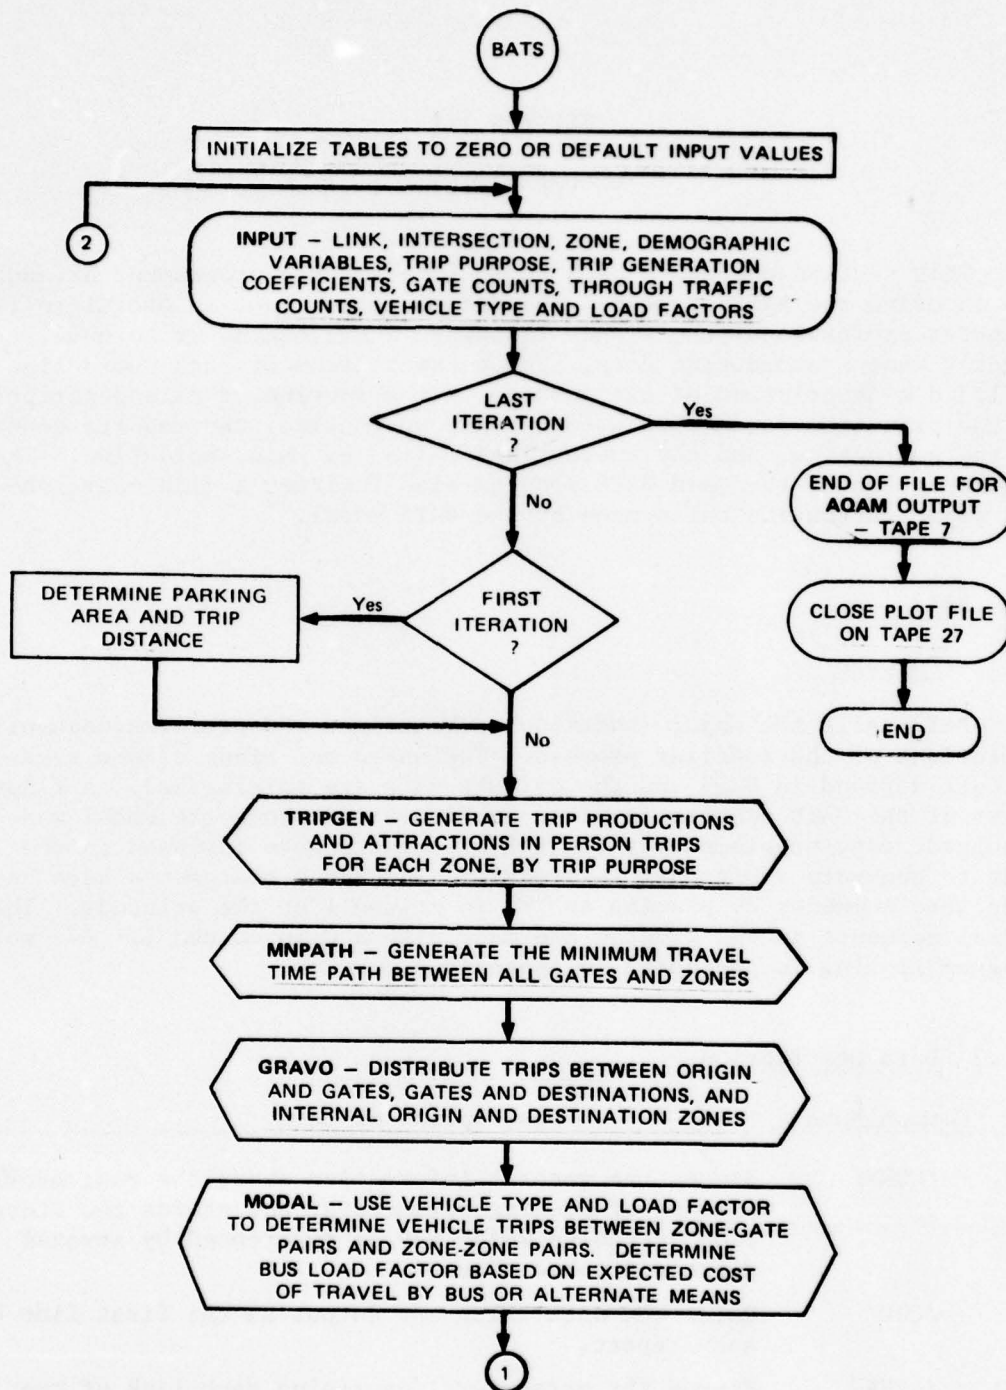 BATS
INITIALIZE TABLES TO ZERO OR DEFAULT INPUT VALUES
2
INPUT – LINK, INTERSECTION, ZONE, DEMOGRAPHIC
VARIABLES, TRIP PURPOSE, TRIP GENERATION
COEFFICIENTS, GATE COUNTS, THROUGH TRAFFIC
COUNTS, VEHICLE TYPE AND LOAD FACTORS
LAST
ITERATION
?
Yes
No
END OF FILE FOR
AQAM OUTPUT
– TAPE 7
CLOSE PLOT FILE
ON TAPE 27
END
FIRST
ITERATION
?
Yes
DETERMINE PARKING
AREA AND TRIP
DISTANCE
No
TRIPGEN – GENERATE TRIP PRODUCTIONS
AND ATTRACTIONS IN PERSON TRIPS
FOR EACH ZONE, BY TRIP PURPOSE
MNPATH – GENERATE THE MINIMUM TRAVEL
TIME PATH BETWEEN ALL GATES AND ZONES
GRAVO – DISTRIBUTE TRIPS BETWEEN ORIGIN
AND GATES, GATES AND DESTINATIONS, AND
INTERNAL ORIGIN AND DESTINATION ZONES
MODAL – USE VEHICLE TYPE AND LOAD FACTOR
TO DETERMINE VEHICLE TRIPS BETWEEN ZONE-GATE
PAIRS AND ZONE-ZONE PAIRS. DETERMINE
BUS LOAD FACTOR BASED ON EXPECTED COST
OF TRAVEL BY BUS OR ALTERNATE MEANS
1